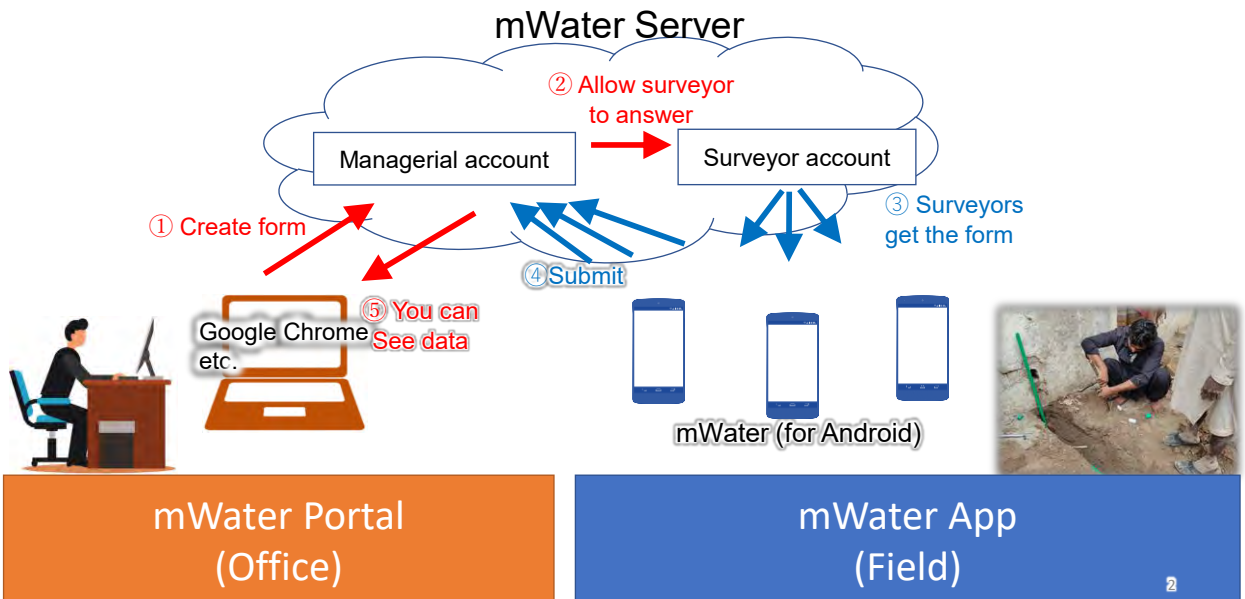 mWater Server
② Allow surveyor
to answer
Managerial account
Surveyor account
① Create form
③ Surveyors
get the form
④Submit
⑤ You can
See data
Google Chrome
etc.
mWater (for Android)
mWater Portal
(Office)
mWater App
(Field)
2